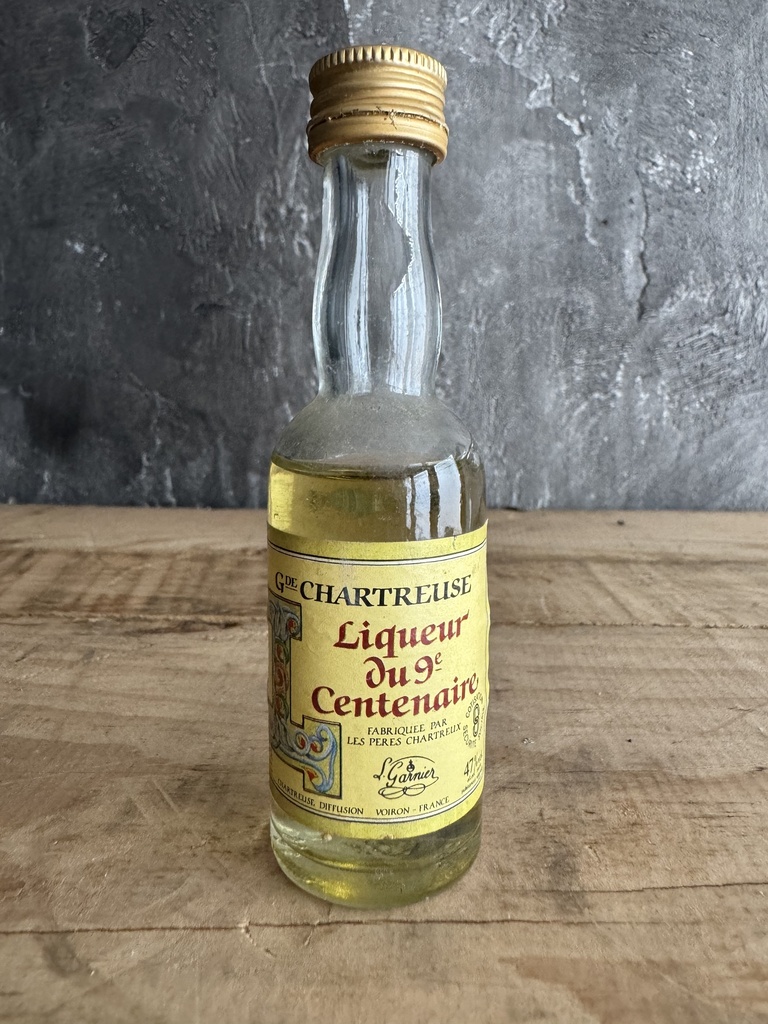 Gde CHARTREUSE
Liqueur
du 9e
Centenaire
FABRIQUEE PAR
LES PERES CHARTREUX
L. Garnier
47%
CHARTREUSE DIFFUSION VOIRON - FRANCE